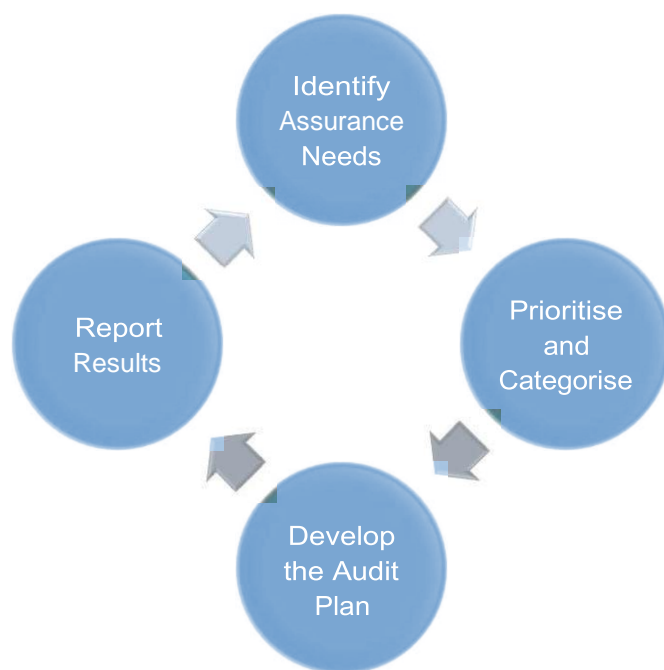 Identify
Assurance
Needs
Prioritise
and
Categorise
Report
Results
Develop
the Audit
Plan